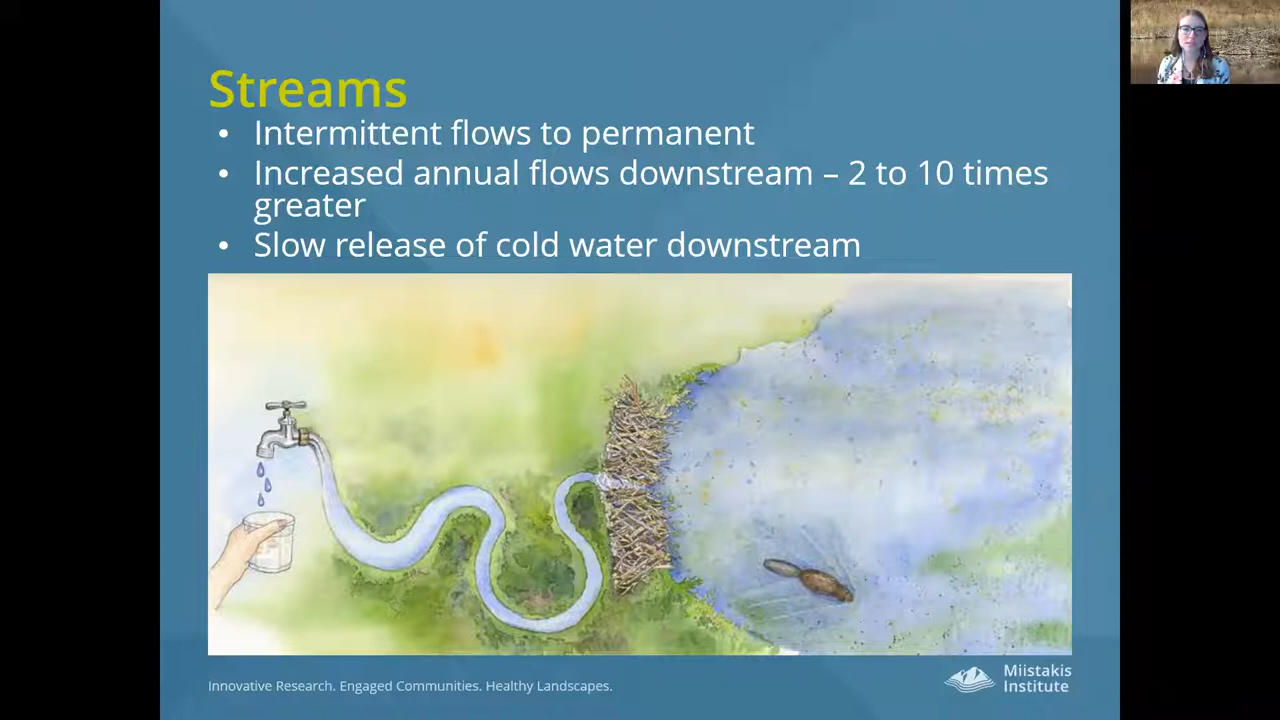 Streams
• Intermittent flows to permanent
• Increased annual flows downstream – 2 to 10 times
greater
• Slow release of cold water downstream
Innovative Research. Engaged Communities. Healthy Landscapes.
Miistakis
Institute